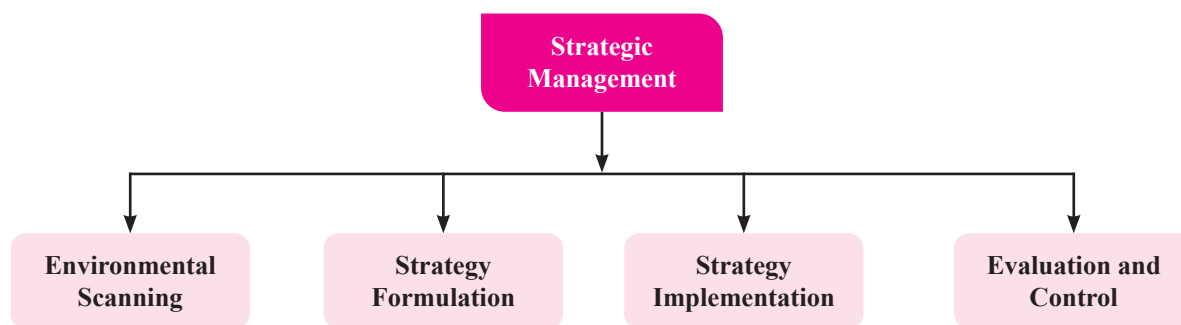 Strategic
Management
Environmental
Scanning
Strategy
Formulation
Strategy
Implementation
Evaluation and
Control